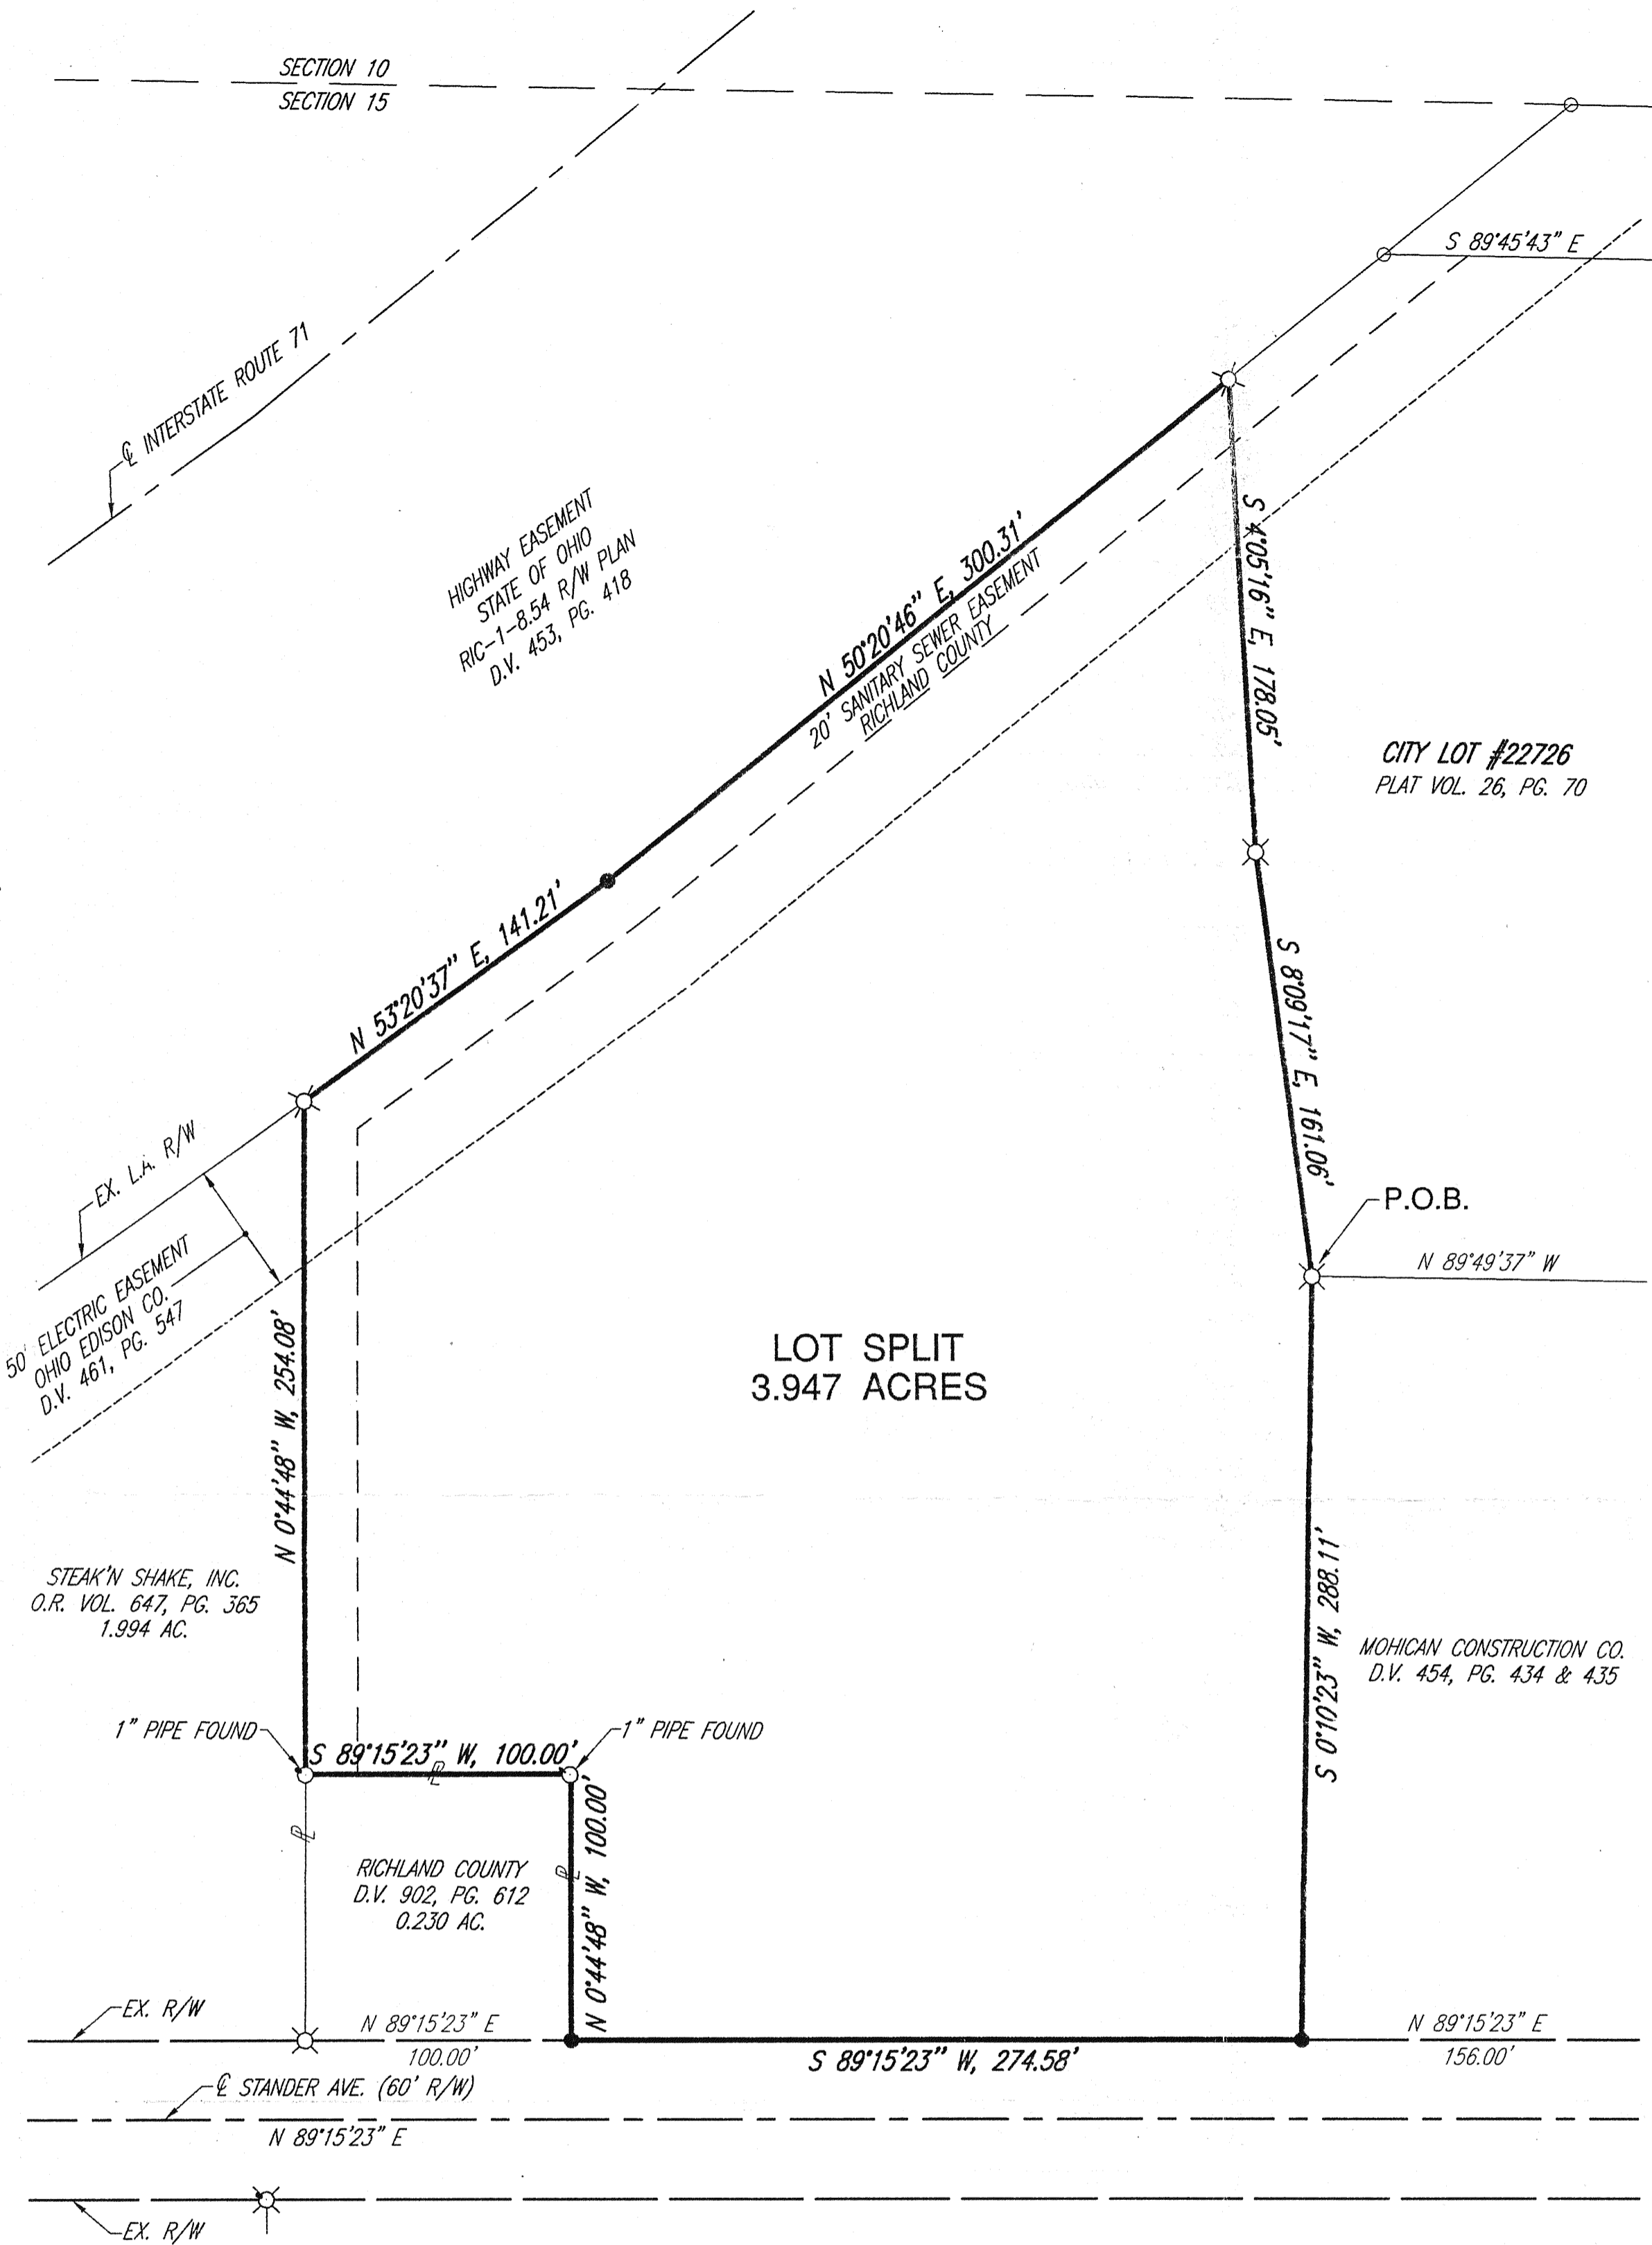 SECTION 10
SECTION 15
S 89°45'43" E
℄ INTERSTATE ROUTE 71
HIGHWAY EASEMENT
STATE OF OHIO
RIC-1-8.54 R/W PLAN
D.V. 453, PG. 418
N 50°20'46" E, 300.31'
20' SANITARY SEWER EASEMENT
RICHLAND COUNTY
S 4°05'16" E, 178.05'
CITY LOT #22726
PLAT VOL. 26, PG. 70
N 53°20'37" E, 141.21'
S 8°09'17" E, 161.06'
EX. L.A. R/W
P.O.B.
N 89°49'37" W
50' ELECTRIC EASEMENT
OHIO EDISON CO.
D.V. 461, PG. 547
N 0°44'48" W, 254.08'
LOT SPLIT
3.947 ACRES
STEAK'N SHAKE, INC.
O.R. VOL. 647, PG. 365
1.994 AC.
S 0°10'23" W, 288.11'
MOHICAN CONSTRUCTION CO.
D.V. 454, PG. 434 & 435
1" PIPE FOUND
1" PIPE FOUND
S 89°15'23" W, 100.00'
N 0°44'48" W, 100.00'
RICHLAND COUNTY
D.V. 902, PG. 612
0.230 AC.
EX. R/W
N 89°15'23" E
100.00'
S 89°15'23" W, 274.58'
N 89°15'23" E
156.00'
℄ STANDER AVE. (60' R/W)
N 89°15'23" E
EX. R/W